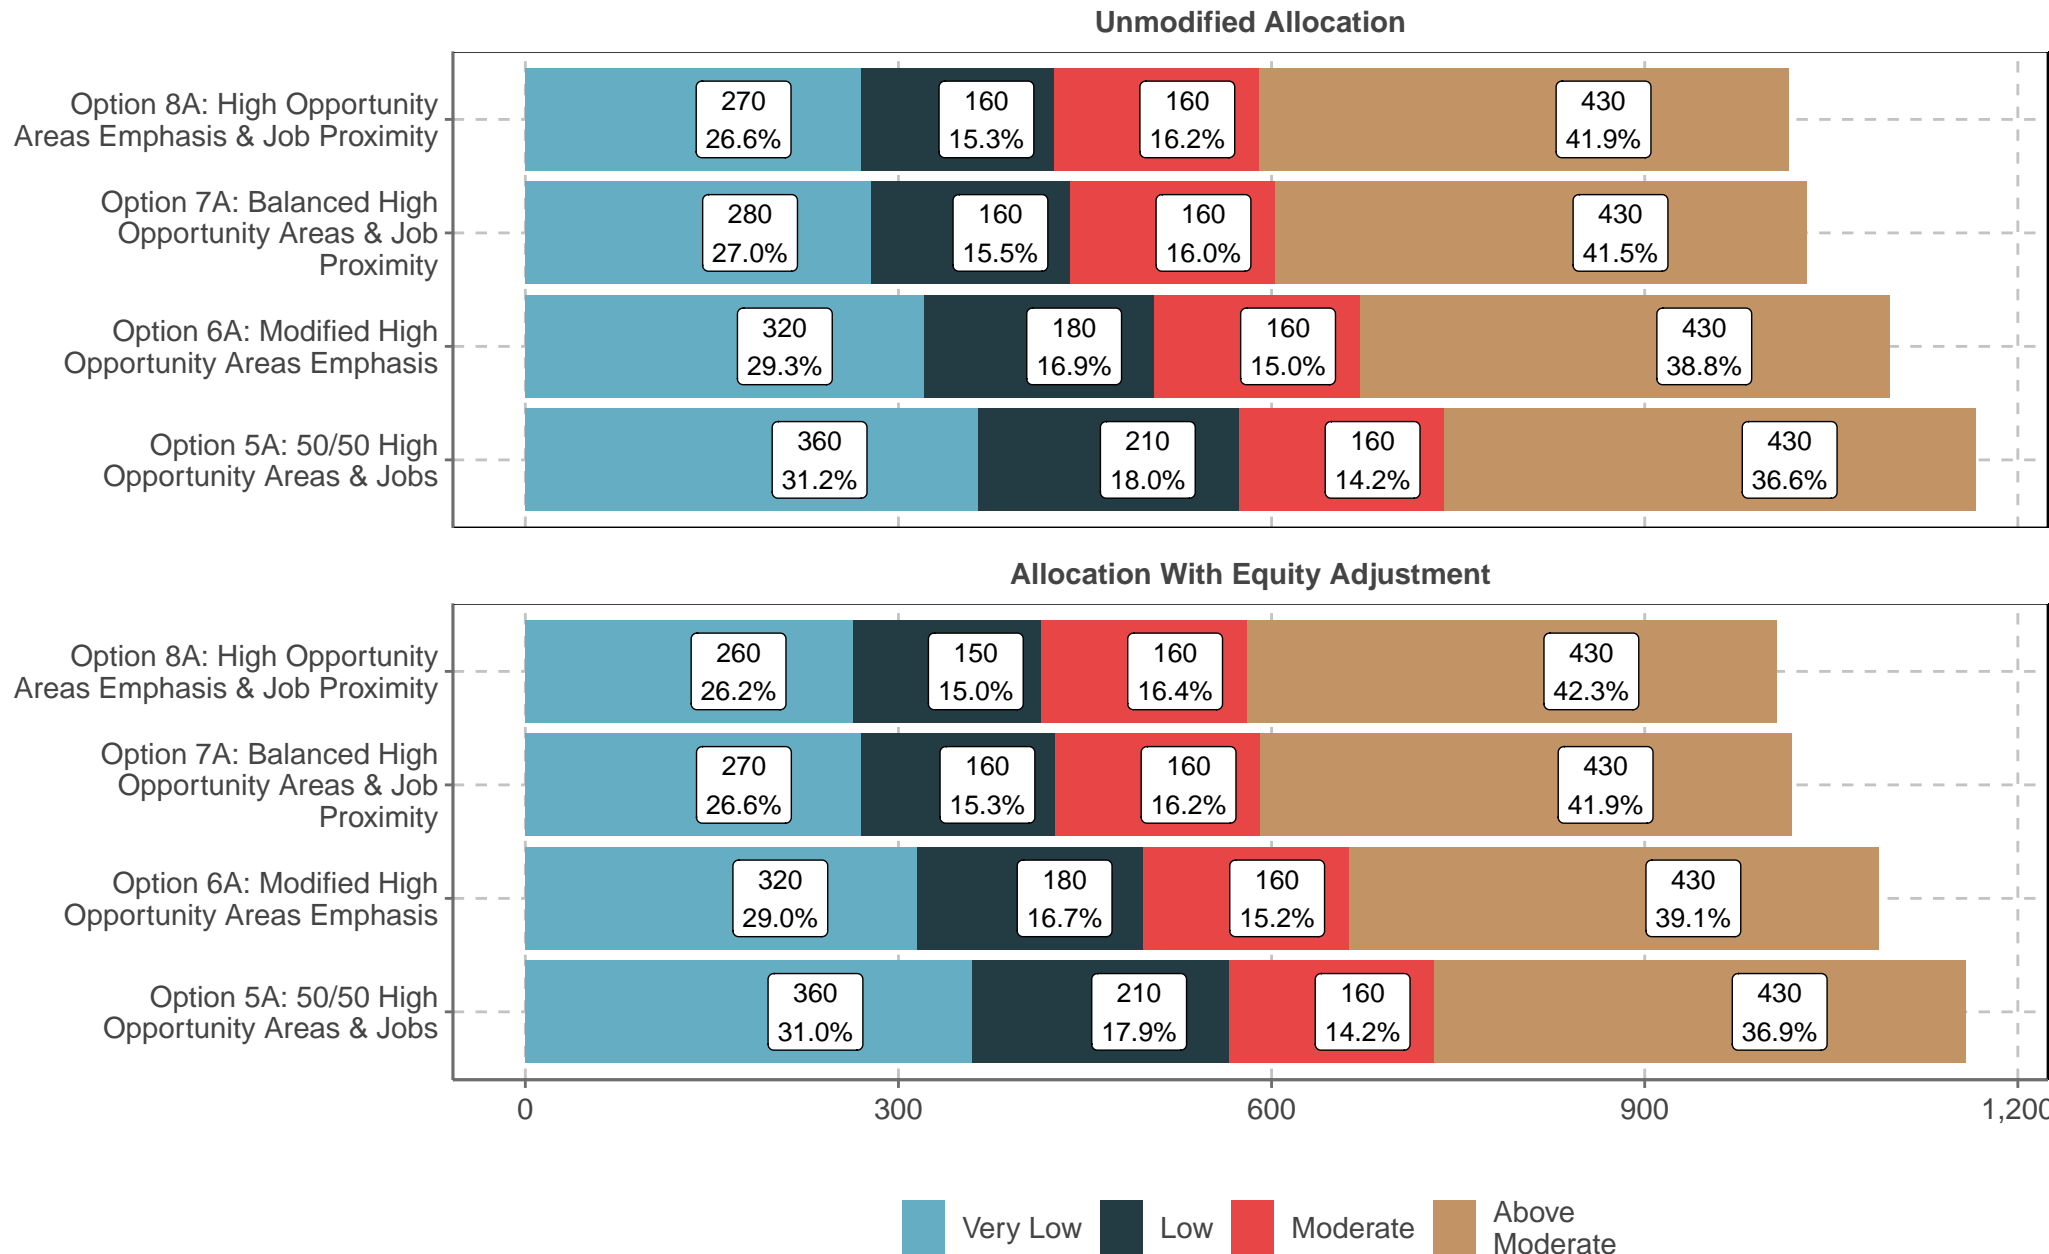 Unmodified Allocation
Option 8A: High Opportunity
Areas Emphasis & Job Proximity
270
26.6%
160
15.3%
160
16.2%
430
41.9%
Option 7A: Balanced High
Opportunity Areas & Job
Proximity
280
27.0%
160
15.5%
160
16.0%
430
41.5%
Option 6A: Modified High
Opportunity Areas Emphasis
320
29.3%
180
16.9%
160
15.0%
430
38.8%
Option 5A: 50/50 High
Opportunity Areas & Jobs
360
31.2%
210
18.0%
160
14.2%
430
36.6%
Allocation With Equity Adjustment
Option 8A: High Opportunity
Areas Emphasis & Job Proximity
260
26.2%
150
15.0%
160
16.4%
430
42.3%
Option 7A: Balanced High
Opportunity Areas & Job
Proximity
270
26.6%
160
15.3%
160
16.2%
430
41.9%
Option 6A: Modified High
Opportunity Areas Emphasis
320
29.0%
180
16.7%
160
15.2%
430
39.1%
Option 5A: 50/50 High
Opportunity Areas & Jobs
360
31.0%
210
17.9%
160
14.2%
430
36.9%
0
300
600
900
1,200
Very Low
Low
Moderate
Above
Moderate